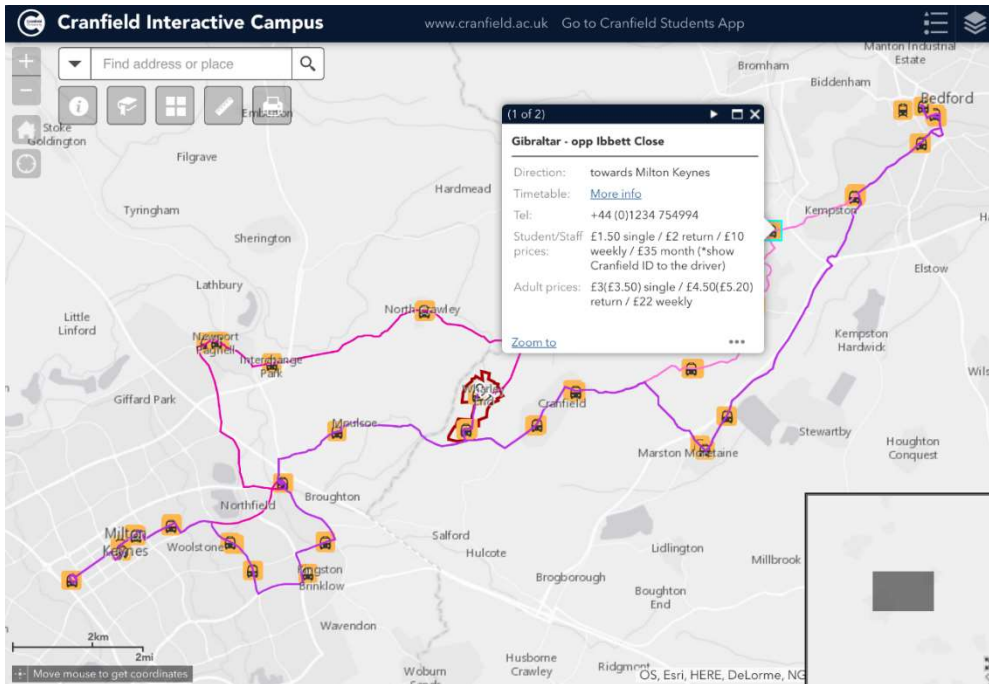 Cranfield Interactive Campus
www.cranfield.ac.uk Go to Cranfield Students App
Find address or place
Manton Industrial
Estate
Bromham
Biddenham
Bedford
Stoke
Goldington
Filgrave
Hardmead
Tyringham
Sherington
Lathbury
Little
Linford
North Crawley
Newport
Pagnell
Interchange
Park
Giffard Park
(1 of 2)
Gibraltar - opp Ibbett Close
Direction: towards Milton Keynes
Timetable: More info
Tel: +44 (0)1234 754994
Student/Staff £1.50 single / £2 return / £10
prices: weekly / £35 month (*show
Cranfield ID to the driver)
Adult prices: £3(£3.50) single / £4.50(£5.20)
return / £22 weekly
Zoom to
Kempston
Elstow
Kempston
Hardwick
Cranfield
Moulsoe
Marston Moretaine
Stewartby
Houghton
Conquest
Broughton
Northfield
Milton
Keynes
Woolstone
Salford
Hulcote
Lidlington
Millbrook
Kingston
Brinklow
Brogborough
Boughton
End
Wavendon
2km
2mi
Move mouse to get coordinates
Woburn
Husborne
Crawley
Ridgmont
OS, Esri, HERE, DeLorme, NG